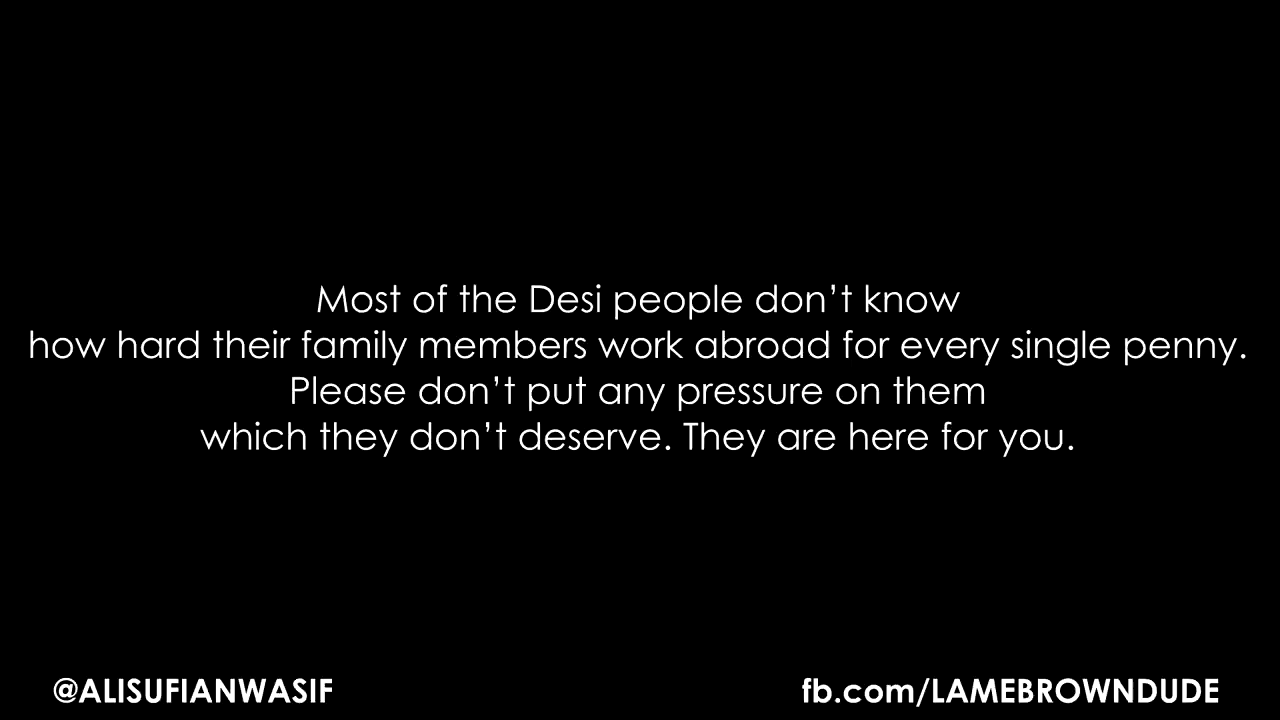 Most of the Desi people don’t know
how hard their family members work abroad for every single penny.
Please don’t put any pressure on them
which they don’t deserve. They are here for you.
@ALISUFIANWASIF
fb.com/LAMEBROWNDUDE